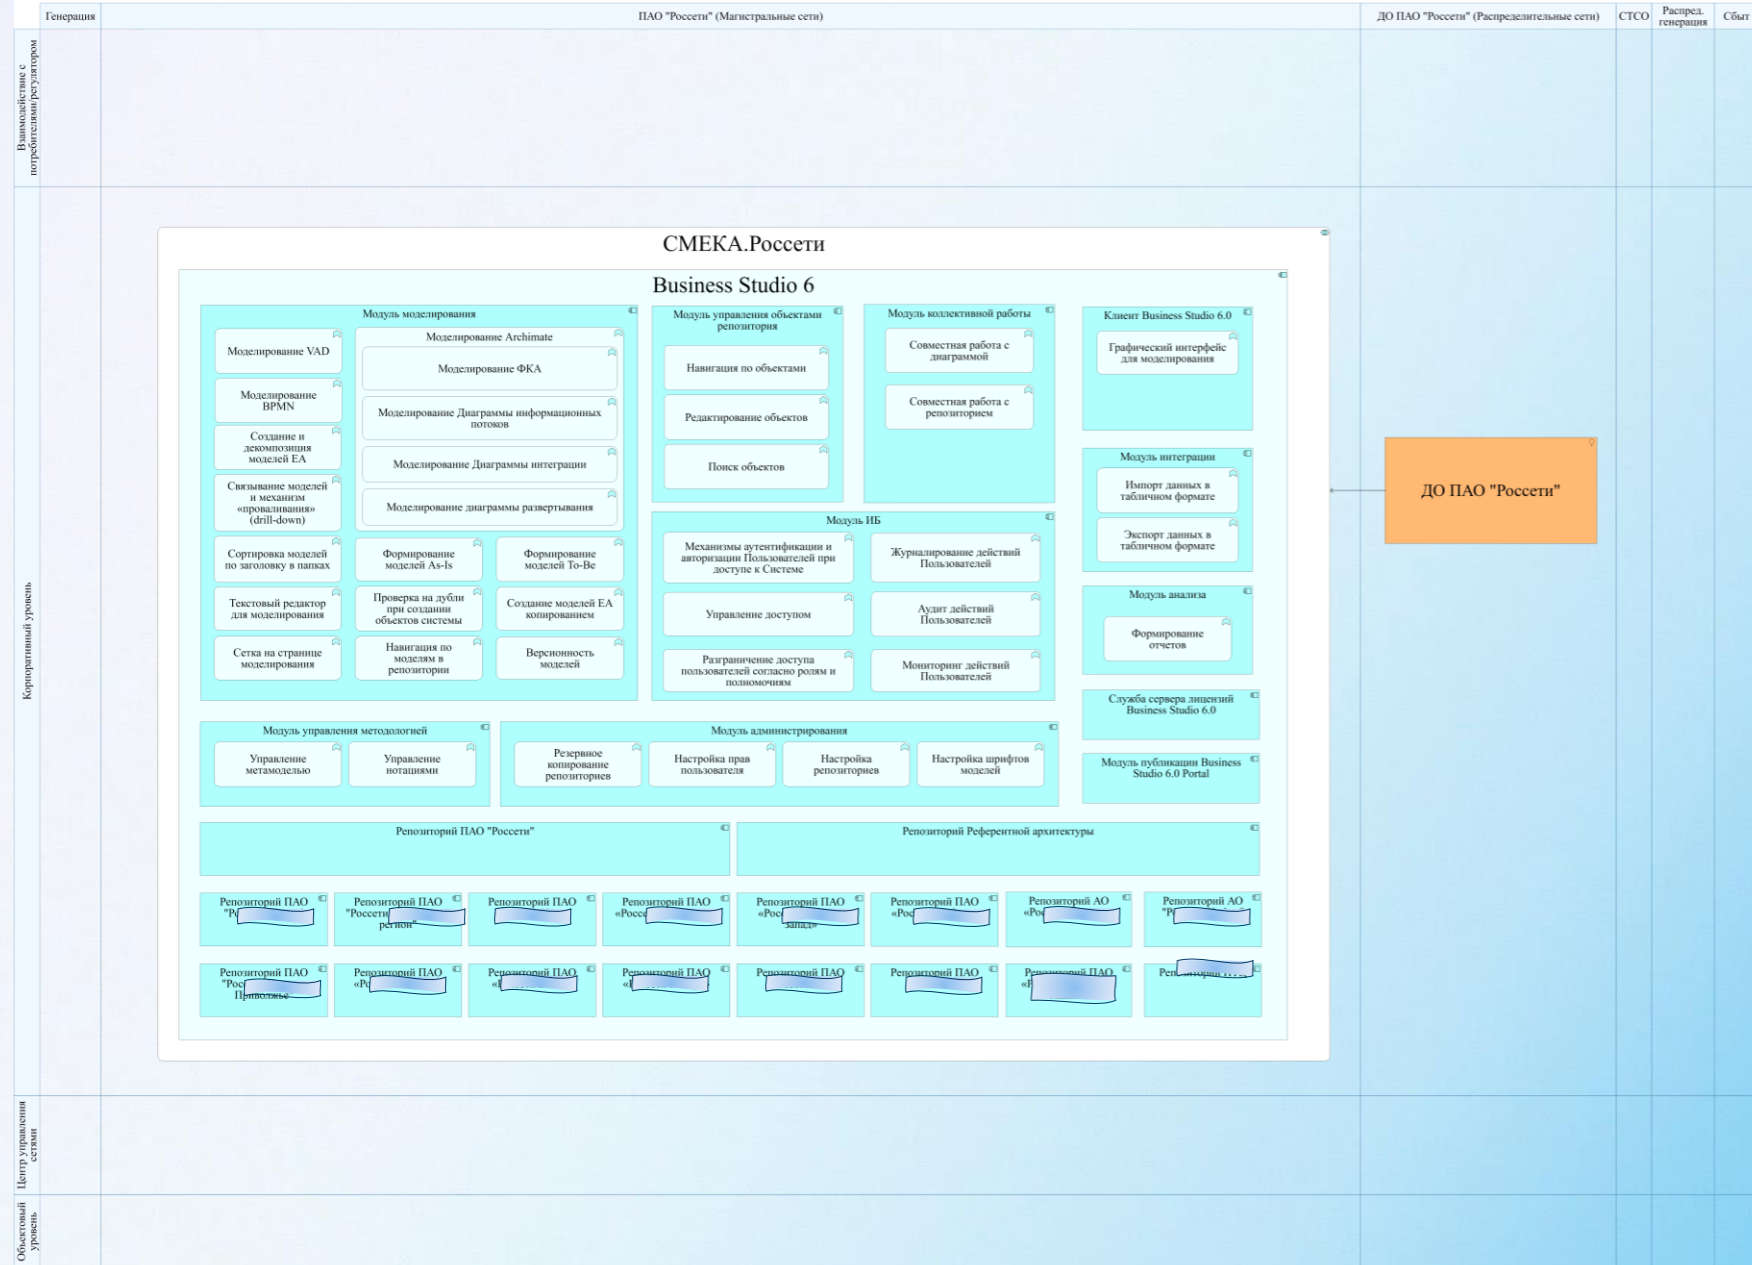 Генерация
ПАО "Россети" (Магистральные сети)
ДО ПАО "Россети" (Распределительные сети)
СТСО
Распред.
генерация
Сбыт
Взаимодействие с
потребителями/регулятором
Корпоративный уровень
СМЕКА.Россети
Business Studio 6
Модуль моделирования
Моделирование VAD
Моделирование
BPMN
Создание и
декомпозиция
моделей EA
Связывание моделей
и механизм
«проваливания»
(drill-down)
Сортировка моделей
по заголовку в папках
Текстовый редактор
для моделирования
Сетка на странице
моделирования
Моделирование Archimate
Моделирование ФКА
Моделирование Диаграммы информационных
потоков
Моделирование Диаграммы интеграции
Моделирование диаграммы развертывания
Формирование
моделей As-Is
Формирование
моделей To-Be
Проверка на дубли
при создании
объектов системы
Создание моделей EA
копированием
Навигация по
моделям в
репозитории
Версионность
моделей
Модуль управления объектами
репозитория
Навигация по объектами
Редактирование объектов
Поиск объектов
Модуль коллективной работы
Совместная работа с
диаграммой
Совместная работа с
репозиторием
Модуль ИБ
Механизмы аутентификации и
авторизации Пользователей при
доступе к Системе
Журналирование действий
Пользователей
Управление доступом
Аудит действий
Пользователей
Разграничение доступа
пользователей согласно ролям и
полномочиям
Мониторинг действий
Пользователей
Клиент Business Studio 6.0
Графический интерфейс
для моделирования
Модуль интеграции
Импорт данных в
табличном формате
Экспорт данных в
табличном формате
Модуль анализа
Формирование
отчетов
Служба сервера лицензий
Business Studio 6.0
Модуль публикации Business
Studio 6.0 Portal
Модуль управления методологией
Управление
метамоделью
Управление
нотациями
Модуль администрирования
Резервное
копирование
репозиториев
Настройка прав
пользователя
Настройка
репозиториев
Настройка шрифтов
моделей
Репозиторий ПАО "Россети"
Репозиторий Референтной архитектуры
Репозиторий ПАО
Репозиторий ПАО
"Россети
регион"
Репозиторий ПАО
Репозиторий ПАО
Репозиторий ПАО
Запад»
Репозиторий ПАО
Репозиторий АО
Репозиторий АО
Репозиторий ПАО
Приволжье"
Репозиторий ПАО
Репозиторий ПАО
Репозиторий ПАО
Репозиторий ПАО
Репозиторий ПАО
Репозиторий ПАО
ДО ПАО "Россети"
Центр управления
сетями
Объектовый
уровень